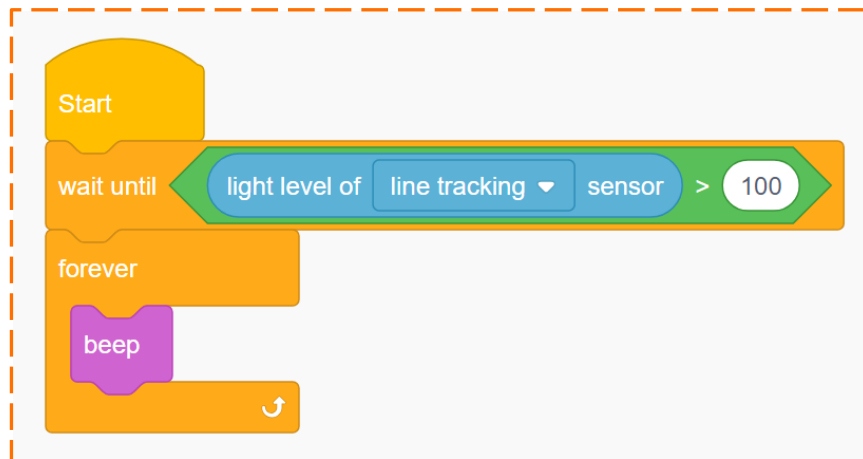 Start
wait until light level of line tracking sensor > 100
forever
beep